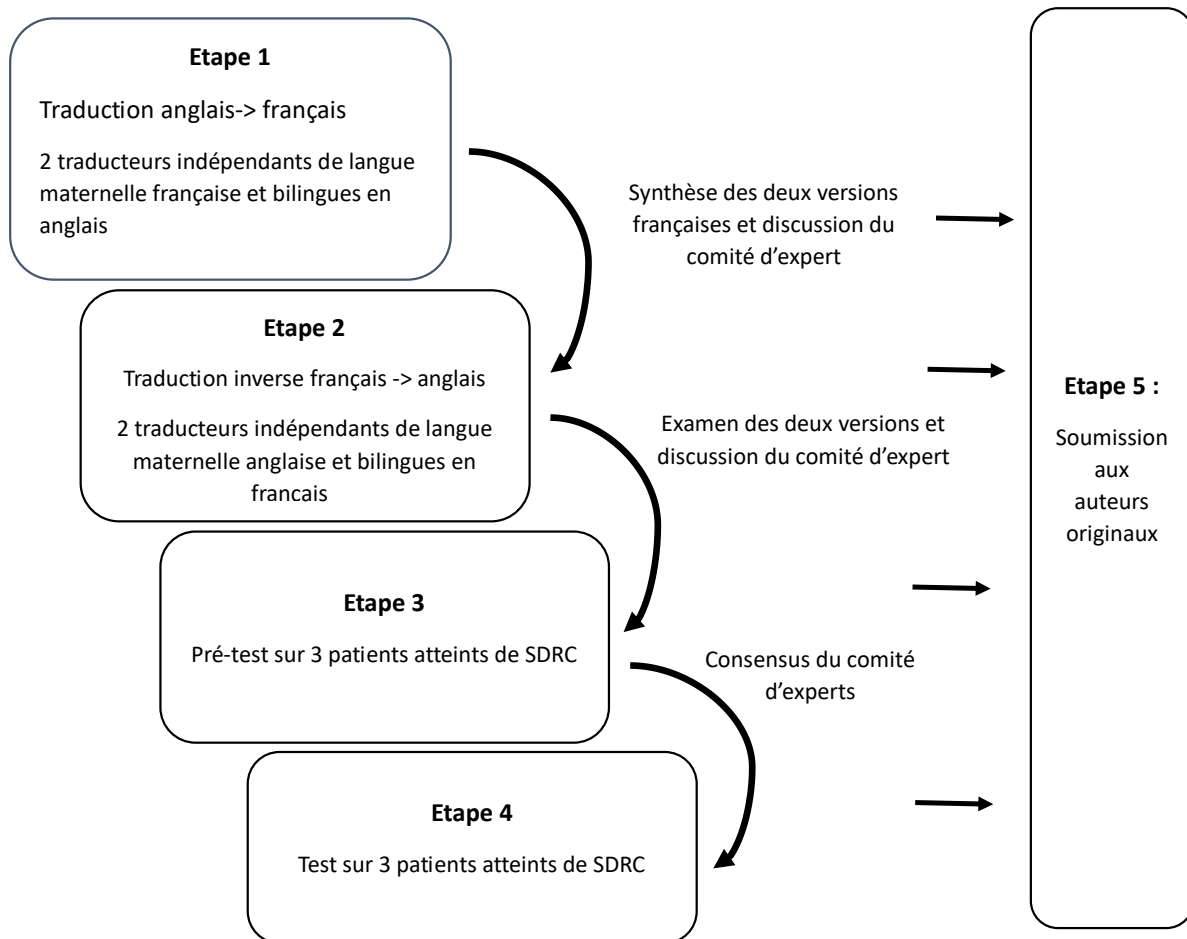 Etape 1
Traduction anglais-> français
2 traducteurs indépendants de langue
maternelle française et bilingues en
anglais
Synthèse des deux versions
françaises et discussion du
comité d’expert
Etape 2
Traduction inverse français -> anglais
2 traducteurs indépendants de langue
maternelle anglaise et bilingues en
francais
Examen des deux versions et
discussion du comité d’expert
Etape 3
Pré-test sur 3 patients atteints de SDRC
Consensus du comité
d’experts
Etape 4
Test sur 3 patients atteints de SDRC
Etape 5 :
Soumission
aux
auteurs
originaux